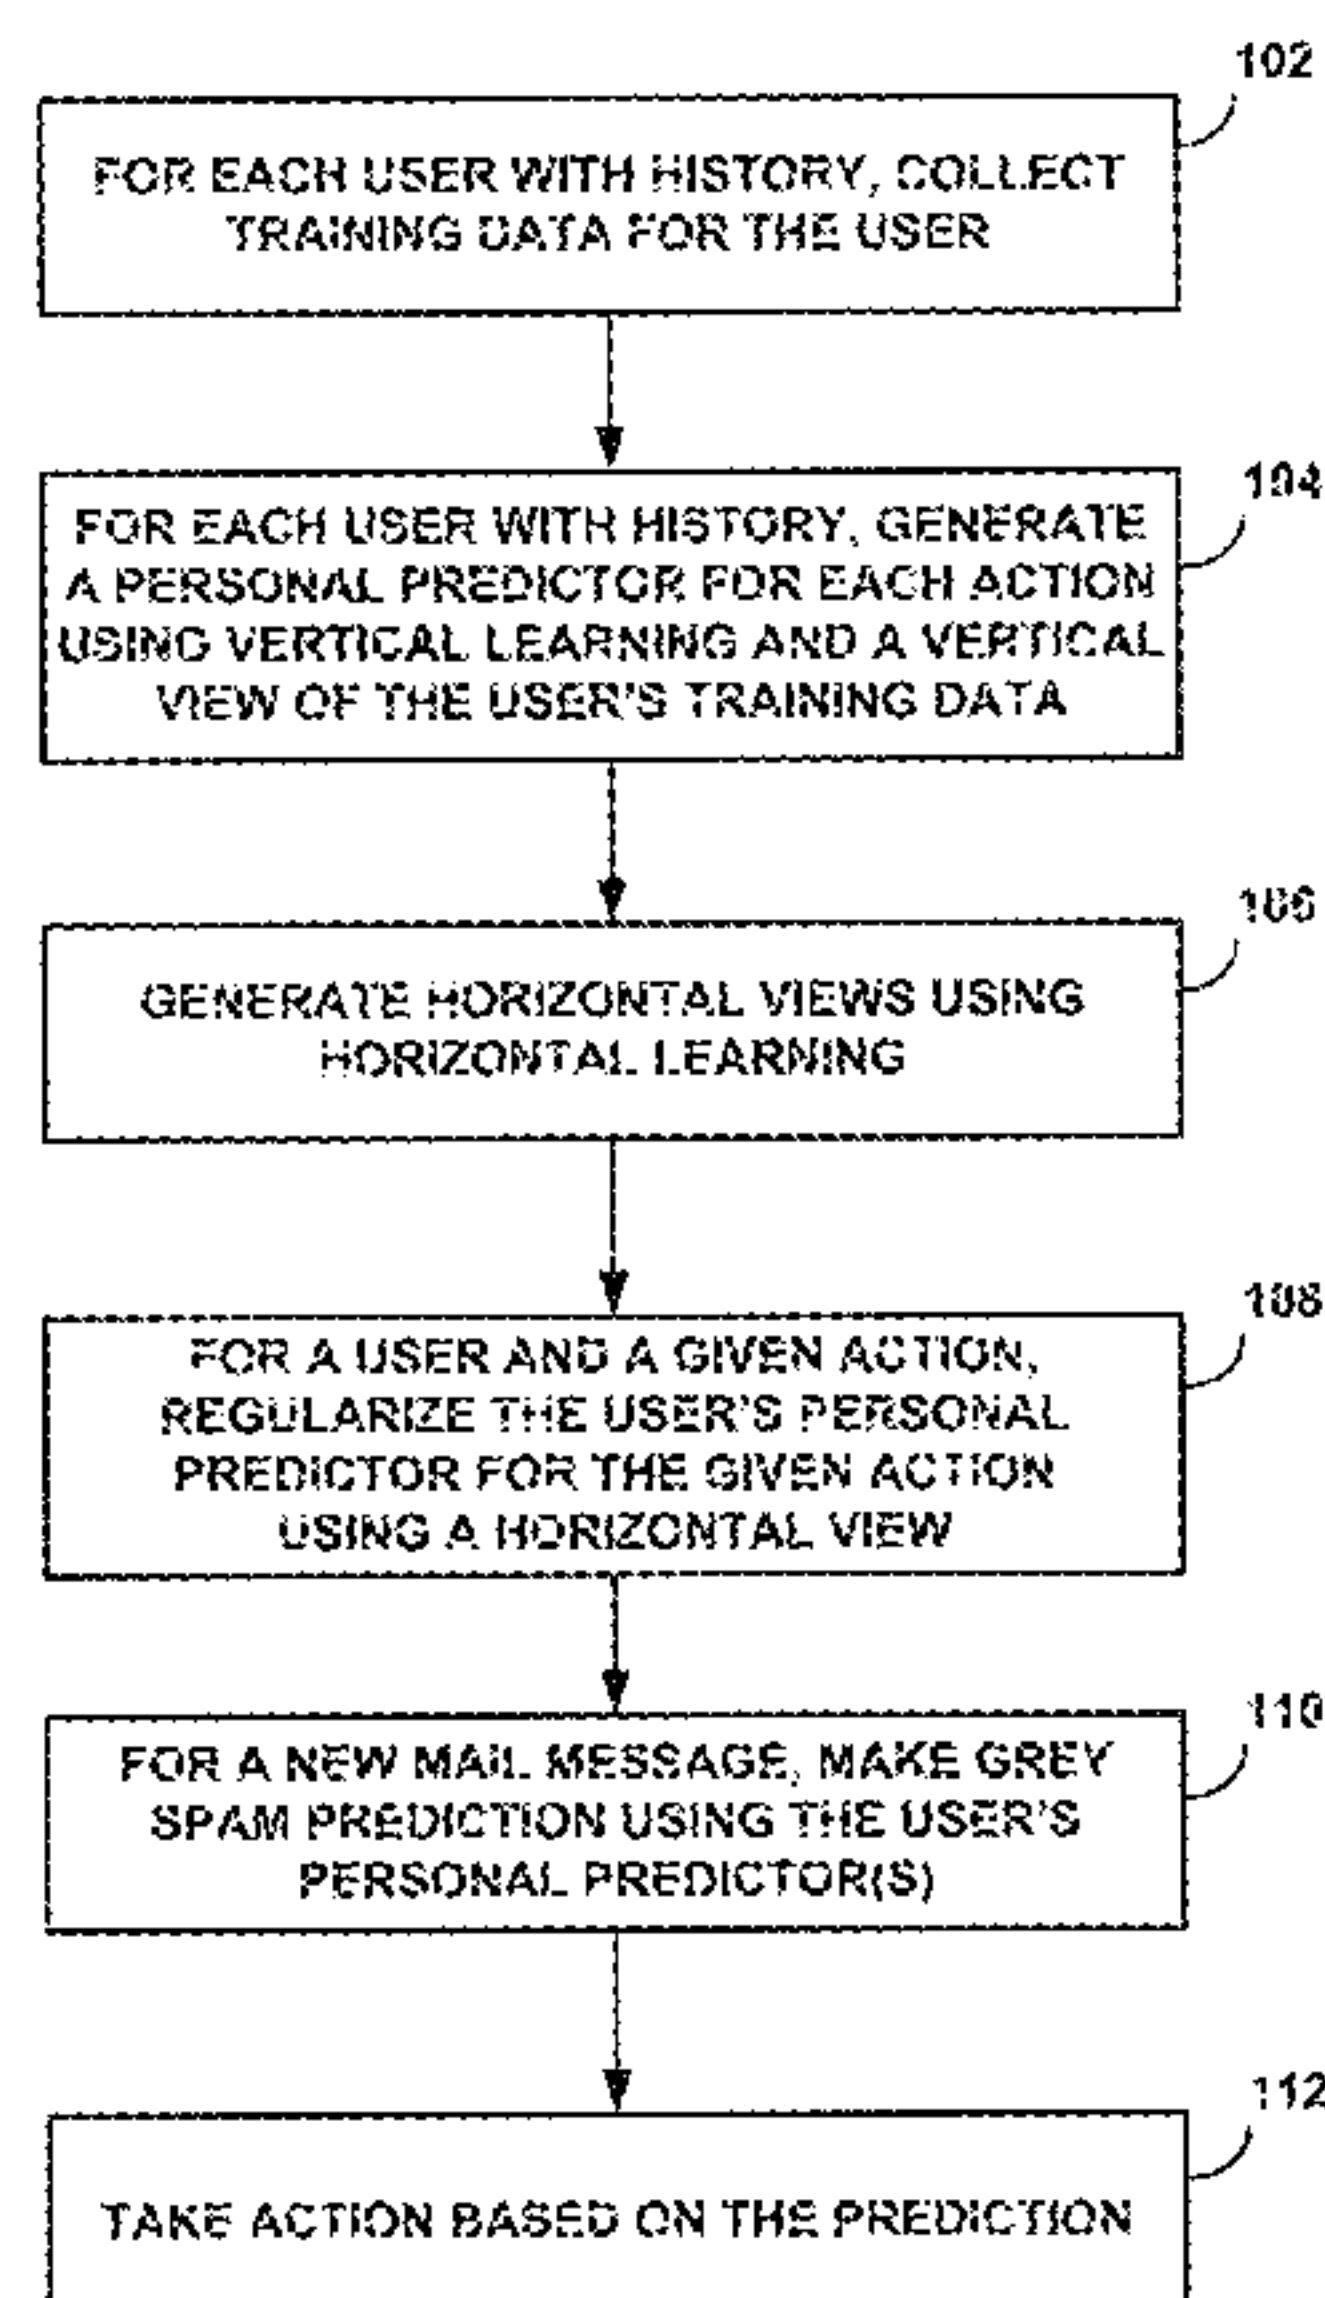 102
FOR EACH USER WITH HISTORY, COLLECT
TRAINING DATA FOR THE USER
104
FOR EACH USER WITH HISTORY, GENERATE
A PERSONAL PREDICTOR FOR EACH ACTION
USING VERTICAL LEARNING AND A VERTICAL
VIEW OF THE USER'S TRAINING DATA
106
GENERATE HORIZONTAL VIEWS USING
HORIZONTAL LEARNING
108
FOR A USER AND A GIVEN ACTION,
REGULARIZE THE USER'S PERSONAL
PREDICTOR FOR THE GIVEN ACTION
USING A HORIZONTAL VIEW
110
FOR A NEW MAIL MESSAGE, MAKE GREY
SPAM PREDICTION USING THE USER'S
PERSONAL PREDICTOR(S)
112
TAKE ACTION BASED ON THE PREDICTION